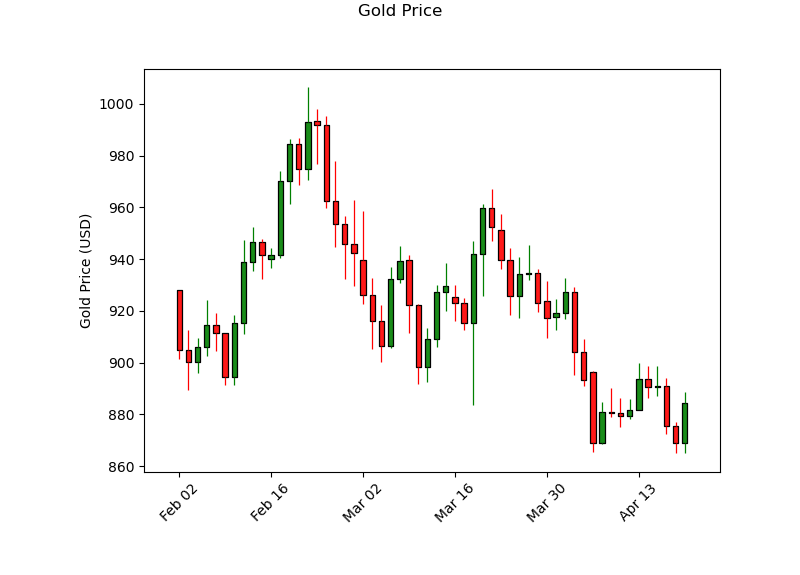 Gold Price
Gold Price (USD)
1000
980
960
940
920
900
880
860
Feb 02
Feb 16
Mar 02
Mar 16
Mar 30
Apr 13